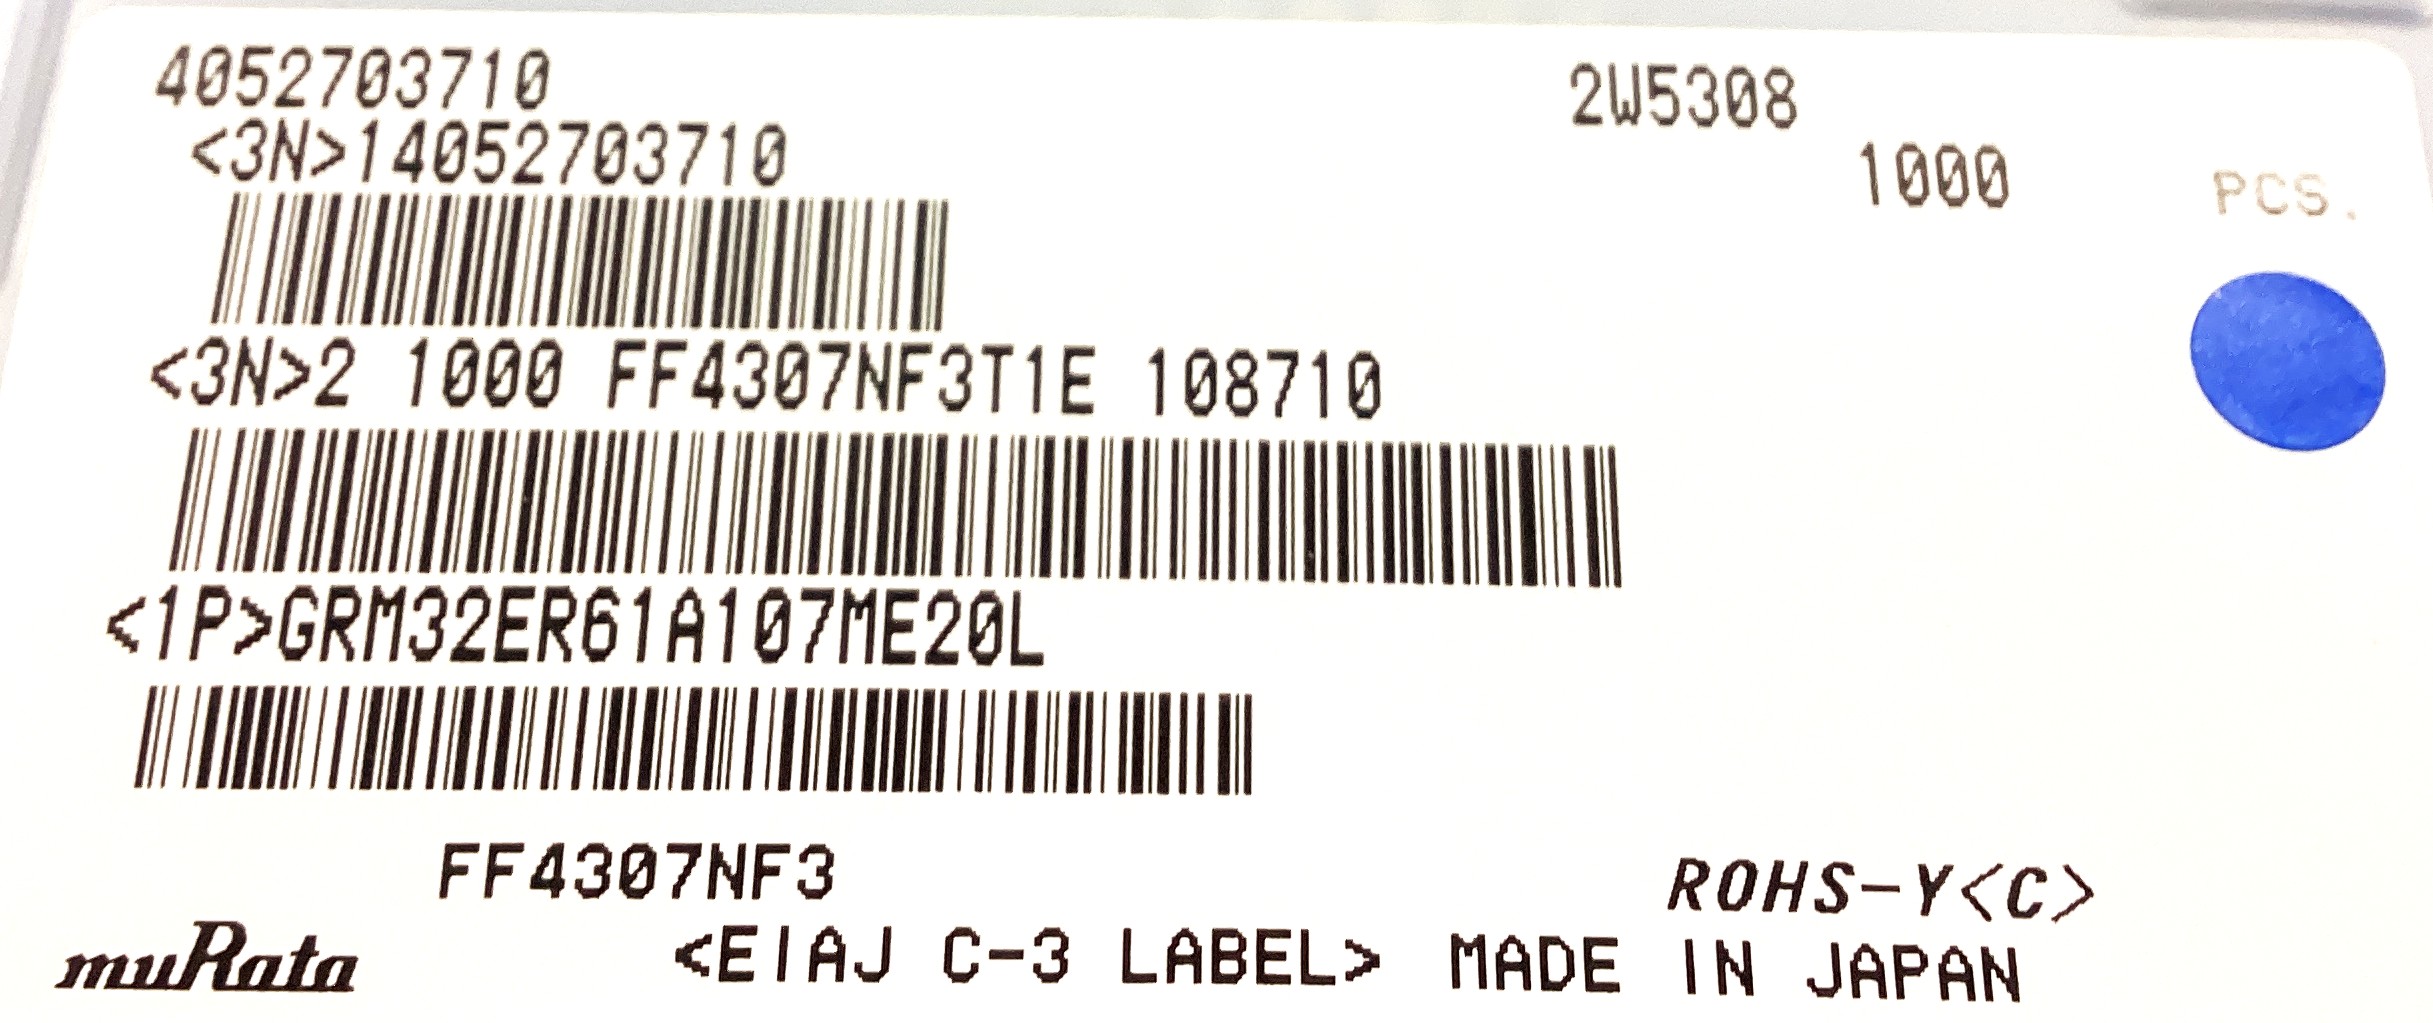 4052703710 2W5308
<3N>14052703710 1000 PCS.
<3N>2 1000 FF4307NF3T1E 108710
<1P>GRM32ER61A107ME20L
FF4307NF3 ROHS-Y<C>
muRata <EIAJ C-3 LABEL> MADE IN JAPAN